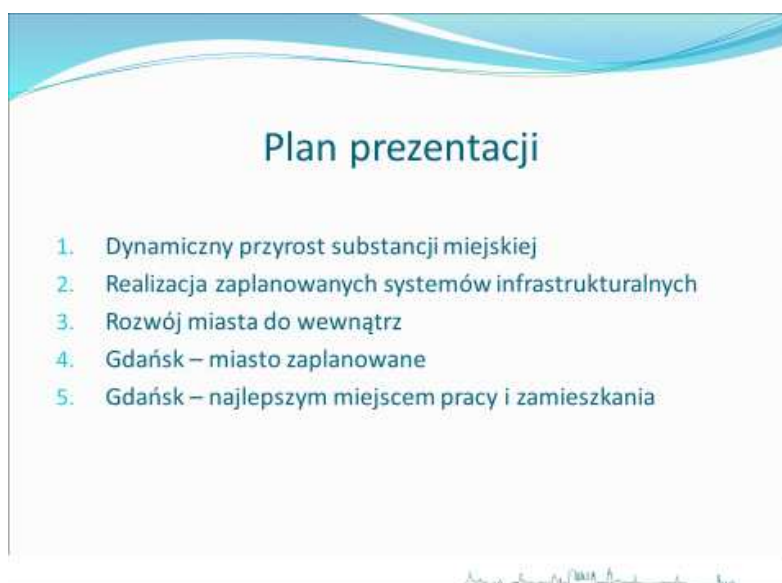 Plan prezentacji
1. Dynamiczny przyrost substancji miejskiej
2. Realizacja zaplanowanych systemów infrastrukturalnych
3. Rozwój miasta do wewnątrz
4. Gdańsk – miasto zaplanowane
5. Gdańsk – najlepszym miejscem pracy i zamieszkania